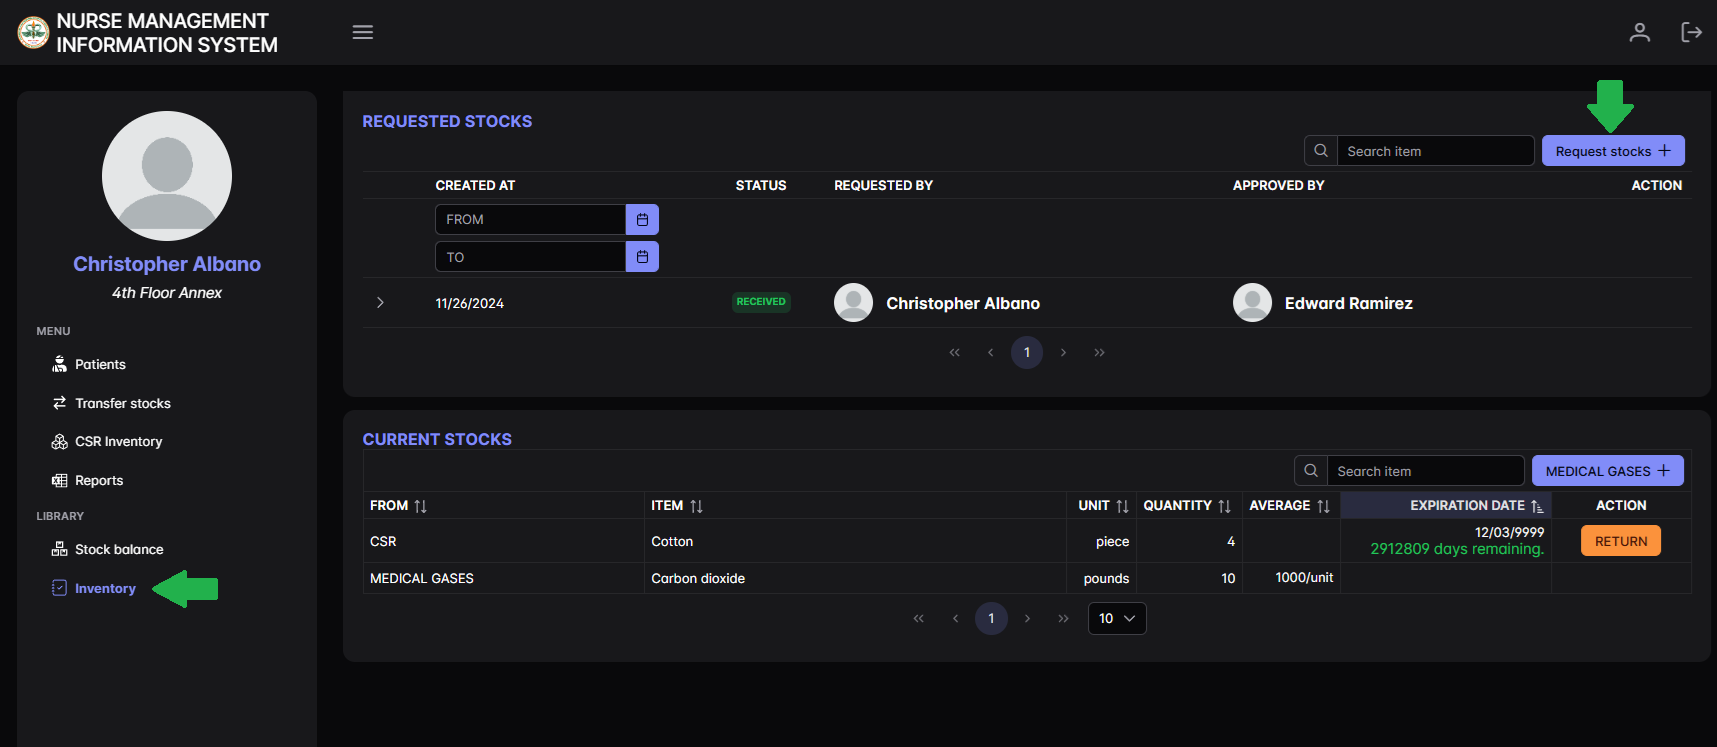 NURSE MANAGEMENT
INFORMATION SYSTEM
Christopher Albano
4th Floor Annex
MENU
Patients
Transfer stocks
CSR Inventory
Reports
LIBRARY
Stock balance
Inventory
REQUESTED STOCKS
Search item Request stocks +
CREATED AT STATUS REQUESTED BY APPROVED BY ACTION
FROM
TO
11/26/2024 RECEIVED Christopher Albano Edward Ramirez
« ‹ 1 › »
CURRENT STOCKS
Search item MEDICAL GASES +
FROM ITEM UNIT QUANTITY AVERAGE EXPIRATION DATE ACTION
CSR Cotton piece 4 12/03/9999 RETURN
2912809 days remaining.
MEDICAL GASES Carbon dioxide pounds 10 1000/unit
« ‹ 1 › » 10